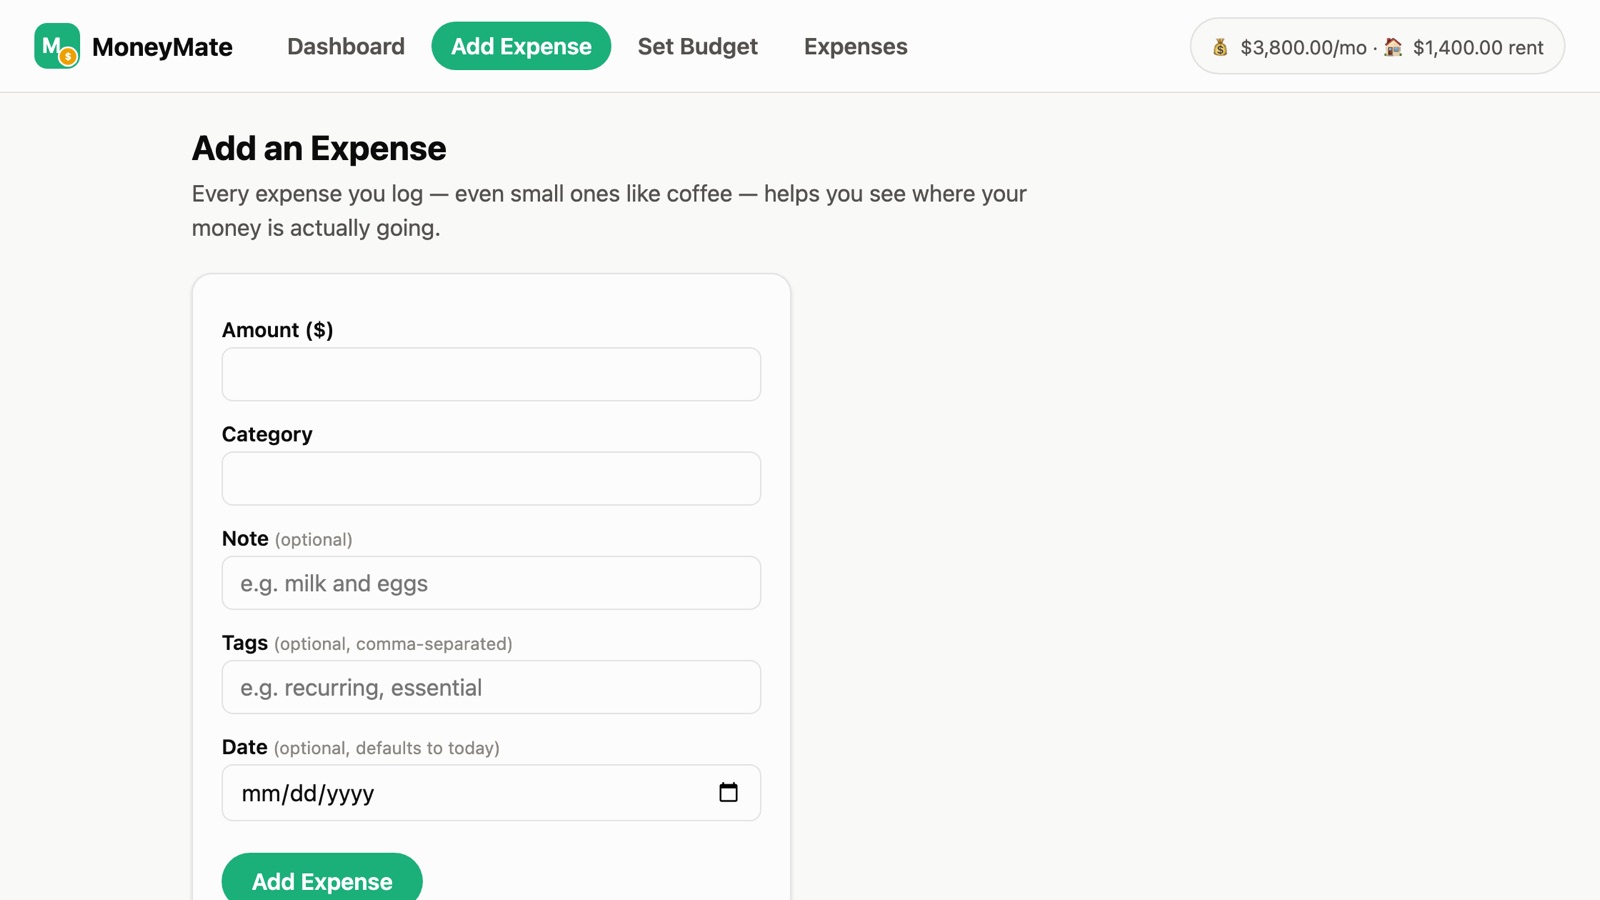 M $ MoneyMate Dashboard Add Expense Set Budget Expenses $3,800.00/mo · $1,400.00 rent
Add an Expense
Every expense you log — even small ones like coffee — helps you see where your
money is actually going.
Amount ($)
Category
Note (optional)
e.g. milk and eggs
Tags (optional, comma-separated)
e.g. recurring, essential
Date (optional, defaults to today)
mm/dd/yyyy
Add Expense